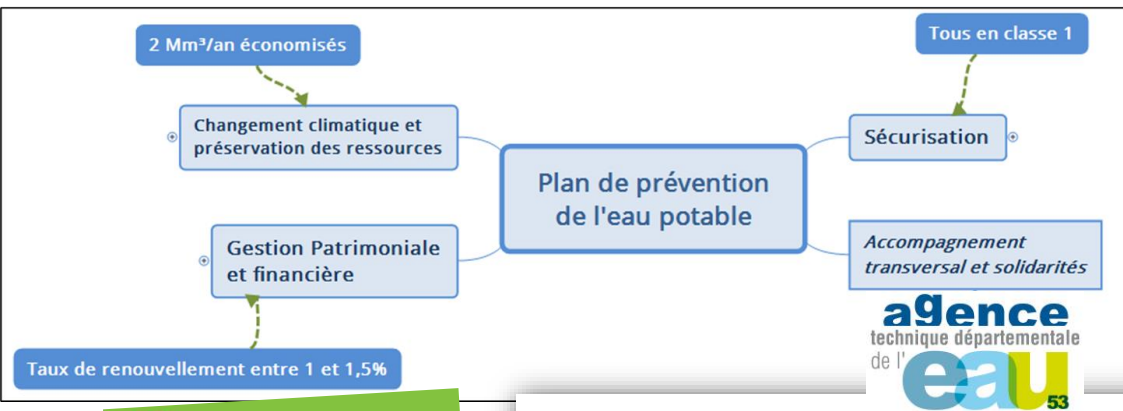 2 Mm³/an économisés
Tous en classe 1
Changement climatique et
préservation des ressources
Sécurisation
Plan de prévention
de l'eau potable
Gestion Patrimoniale
et financière
Accompagnement
transversal et solidarités
Taux de renouvellement entre 1 et 1,5%
agence
technique départementale
de l'
eau
53